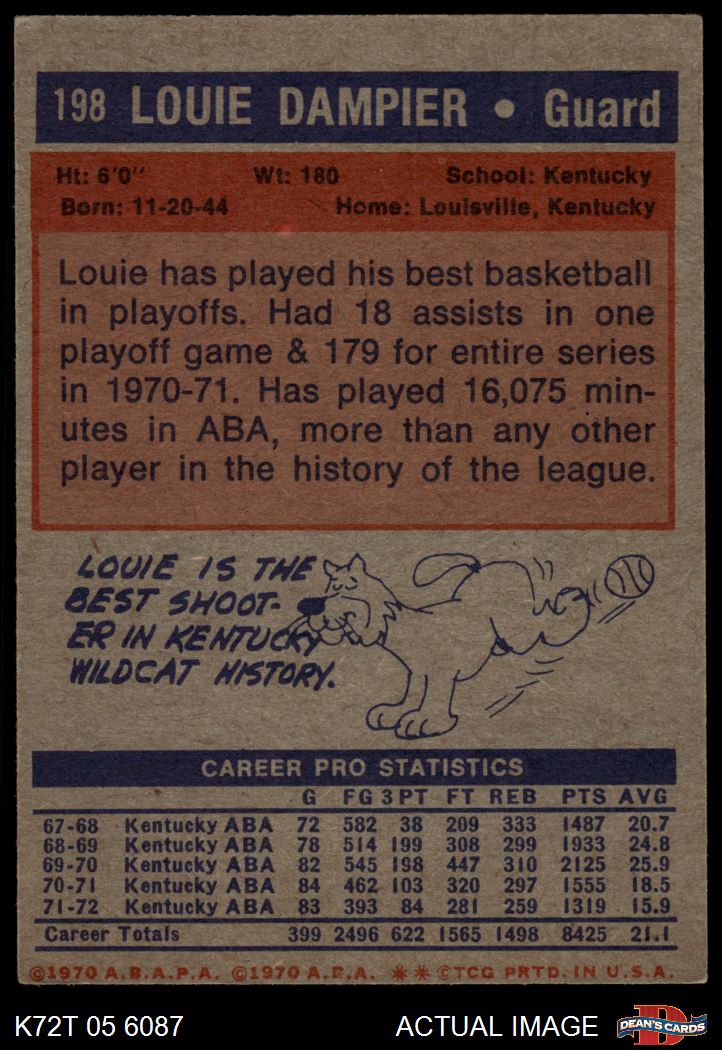 198 LOUIE DAMPIER • Guard
Ht: 6'0" Wt: 180 School: Kentucky
Born: 11-20-44 Home: Louisville, Kentucky
Louie has played his best basketball
in playoffs. Had 18 assists in one
playoff game & 179 for entire series
in 1970-71. Has played 16,075 min-
utes in ABA, more than any other
player in the history of the league.
LOUIE IS THE
BEST SHOOT-
ER IN KENTUCKY
WILDCAT HISTORY.
CAREER PRO STATISTICS
G FG 3PT FT REB PTS AVG
67-68 Kentucky ABA 72 582 38 209 333 1487 20.7
68-69 Kentucky ABA 78 514 199 308 299 1933 24.8
69-70 Kentucky ABA 82 545 198 447 310 2125 25.9
70-71 Kentucky ABA 84 462 103 320 297 1555 18.5
71-72 Kentucky ABA 83 393 84 281 259 1319 15.9
Career Totals 399 2496 622 1565 1498 8425 21.1
©1970 A.B.A.P.A. ©1970 A.B.A. ** ©TCG PRTD. IN U.S.A.
K72T 05 6087 ACTUAL IMAGE DEAN'S CARDS